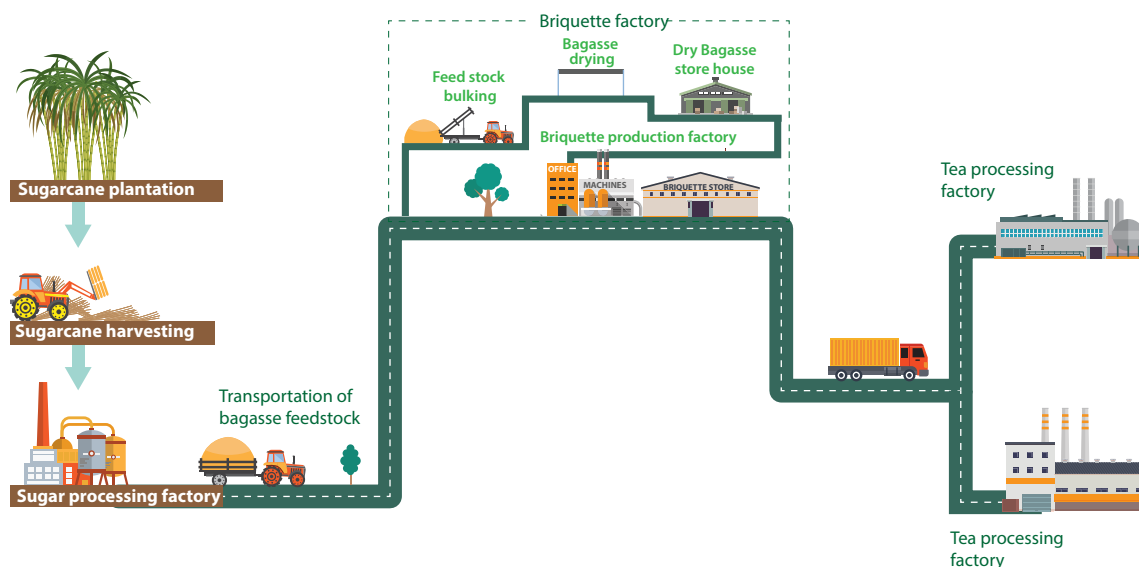 Briquette factory
Bagasse
drying
Dry Bagasse
store house
Feed stock
bulking
Briquette production factory
OFFICE
MACHINES
BRIQUETTE STORE
Sugarcane plantation
Sugarcane harvesting
Sugar processing factory
Transportation of
bagasse feedstock
Tea processing
factory
Tea processing
factory